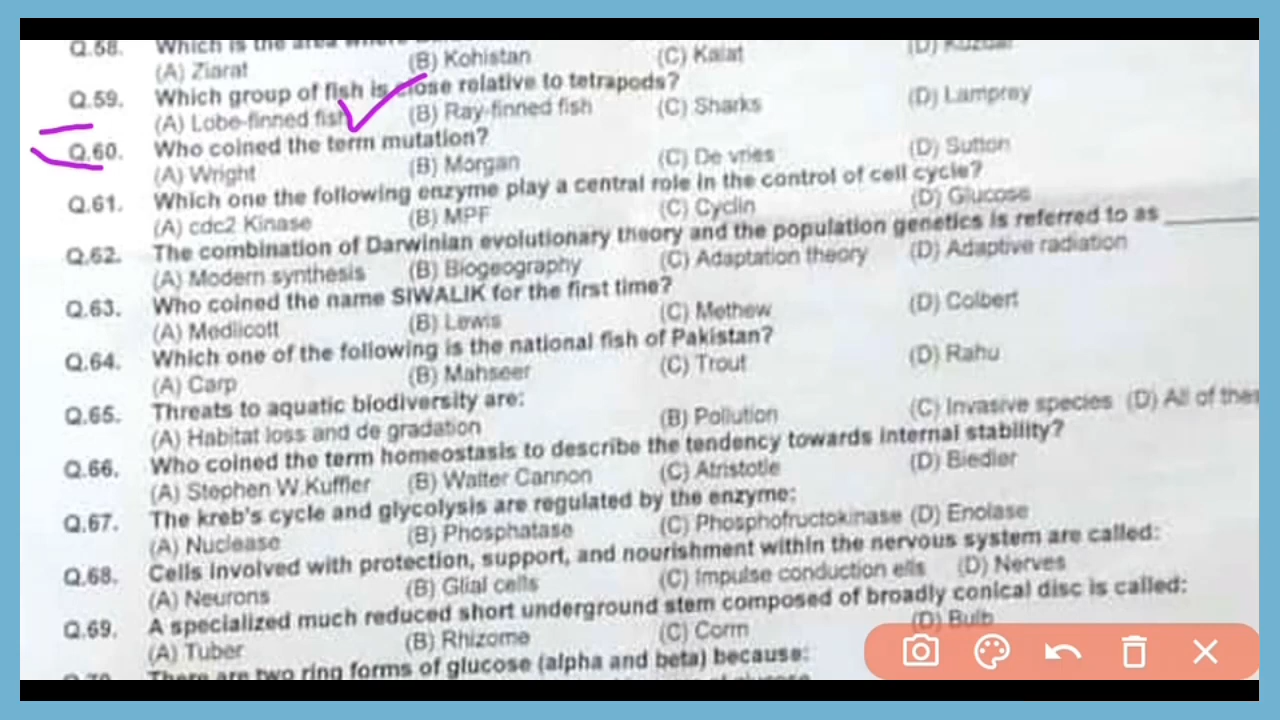 Q.58. Which is the area where
(A) Ziarat (B) Kohistan (C) Kalat (D) Kuzdar
Q.59. Which group of fish is close relative to tetrapods?
(A) Lobe-finned fish (B) Ray-finned fish (C) Sharks (D) Lamprey
Q.60. Who coined the term mutation?
(A) Wright (B) Morgan (C) De vries (D) Sutton
Q.61. Which one the following enzyme play a central role in the control of cell cycle?
(A) cdc2 Kinase (B) MPF (C) Cyclin (D) Glucose
Q.62. The combination of Darwinian evolutionary theory and the population genetics is referred to as ________
(A) Modern synthesis (B) Biogeography (C) Adaptation theory (D) Adaptive radiation
Q.63. Who coined the name SIWALIK for the first time?
(A) Medlicott (B) Lewis (C) Methew (D) Colbert
Q.64. Which one of the following is the national fish of Pakistan?
(A) Carp (B) Mahseer (C) Trout (D) Rahu
Q.65. Threats to aquatic biodiversity are:
(A) Habitat loss and de gradation (B) Pollution (C) Invasive species (D) All of thes
Q.66. Who coined the term homeostasis to describe the tendency towards internal stability?
(A) Stephen W.Kuffler (B) Walter Cannon (C) Atristotle (D) Biedler
Q.67. The kreb's cycle and glycolysis are regulated by the enzyme:
(A) Nuclease (B) Phosphatase (C) Phosphofructokinase (D) Enolase
Q.68. Cells involved with protection, support, and nourishment within the nervous system are called:
(A) Neurons (B) Glial cells (C) Impulse conduction ells (D) Nerves
Q.69. A specialized much reduced short underground stem composed of broadly conical disc is called:
(A) Tuber (B) Rhizome (C) Corm (D) Bulb
Q.70. There are two ring forms of glucose (alpha and beta) because: